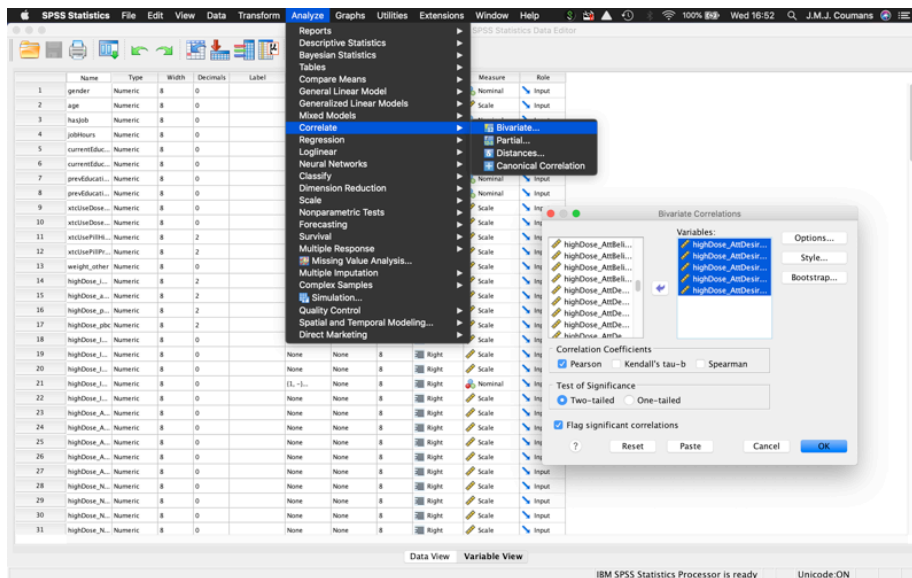 SPSS Statistics File Edit View Data Transform Analyze Graphs Utilities Extensions Window Help 100% Wed 16:52 J.M.J. Coumans
SPSS Statistics Data Editor
Reports
Descriptive Statistics
Bayesian Statistics
Tables
Compare Means
General Linear Model
Generalized Linear Models
Mixed Models
Correlate
Regression
Loglinear
Neural Networks
Classify
Dimension Reduction
Scale
Nonparametric Tests
Forecasting
Survival
Multiple Response
Missing Value Analysis...
Multiple Imputation
Complex Samples
Simulation...
Quality Control
Spatial and Temporal Modeling...
Direct Marketing
Bivariate...
Partial...
Distances...
Canonical Correlation
Name Type Width Decimals Label Measure Role
1 gender Numeric 8 0 Nominal Input
2 age Numeric 8 0 Scale Input
3 hasJob Numeric 8 0
4 jobHours Numeric 8 0
5 currentEduc... Numeric 8 0
6 currentEduc... Numeric 8 0
7 prevEducati... Numeric 8 0 Nominal Input
8 prevEducati... Numeric 8 0 Nominal Input
9 xtcUseDose... Numeric 8 0 Scale
10 xtcUseDose... Numeric 8 0 Scale
11 xtcUsePillHi... Numeric 8 2 Scale
12 xtcUsePillPr... Numeric 8 2 Scale
13 weight_other Numeric 8 0 Scale
14 highDose_I... Numeric 8 2 Scale
15 highDose_a... Numeric 8 2 Scale
16 highDose_p... Numeric 8 2 Scale
17 highDose_pbc Numeric 8 2 Scale
18 highDose_I... Numeric 8 0 Scale
19 highDose_I... Numeric 8 0 None None 8 Right Scale
20 highDose_I... Numeric 8 0 None None 8 Right Scale
21 highDose_I... Numeric 8 0 {1, -}... None 8 Right Nominal
22 highDose_I... Numeric 8 0 None None 8 Right Scale
23 highDose_A... Numeric 8 0 None None 8 Right Scale
24 highDose_A... Numeric 8 0 None None 8 Right Scale
25 highDose_A... Numeric 8 0 None None 8 Right Scale
26 highDose_A... Numeric 8 0 None None 8 Right Scale
27 highDose_A... Numeric 8 0 None None 8 Right Scale Input
28 highDose_N... Numeric 8 0 None None 8 Right Scale Input
29 highDose_N... Numeric 8 0 None None 8 Right Scale Input
30 highDose_N... Numeric 8 0 None None 8 Right Scale Input
31 highDose_N... Numeric 8 0 None None 8 Right Scale Input
Bivariate Correlations
Variables:
highDose_AttBeli...
highDose_AttBeli...
highDose_AttBeli...
highDose_AttBeli...
highDose_AttDe...
highDose_AttDe...
highDose_AttDe...
highDose_AttDe...
highDose_AttDe...
highDose_AttDesir...
highDose_AttDesir...
highDose_AttDesir...
highDose_AttDesir...
highDose_AttDesir...
Options...
Style...
Bootstrap...
Correlation Coefficients
Pearson Kendall's tau-b Spearman
Test of Significance
Two-tailed One-tailed
Flag significant correlations
? Reset Paste Cancel OK
Data View Variable View
IBM SPSS Statistics Processor is ready Unicode:ON